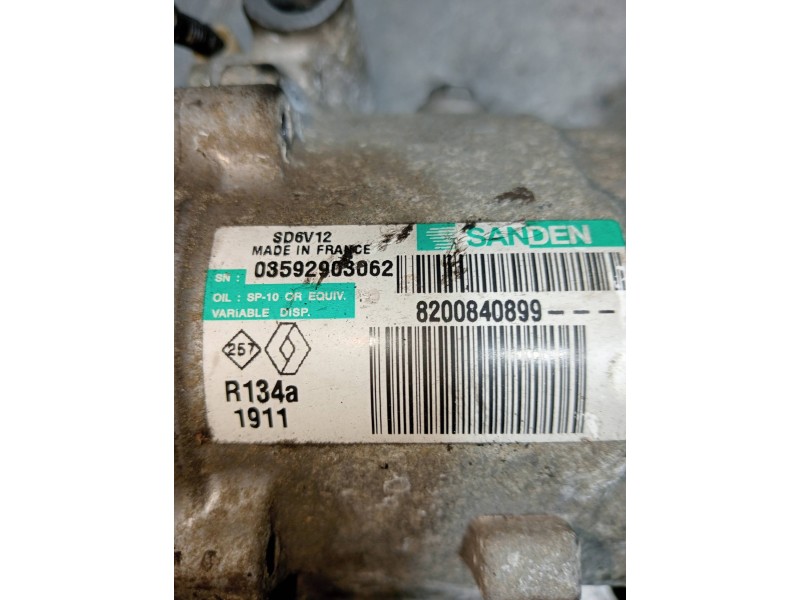 SD6V12
MADE IN FRANCE
SANDEN
SN : 03592903062
OIL : SP-10 OR EQUIV.
VARIABLE DISP.
8200840899---
257
R134a
1911